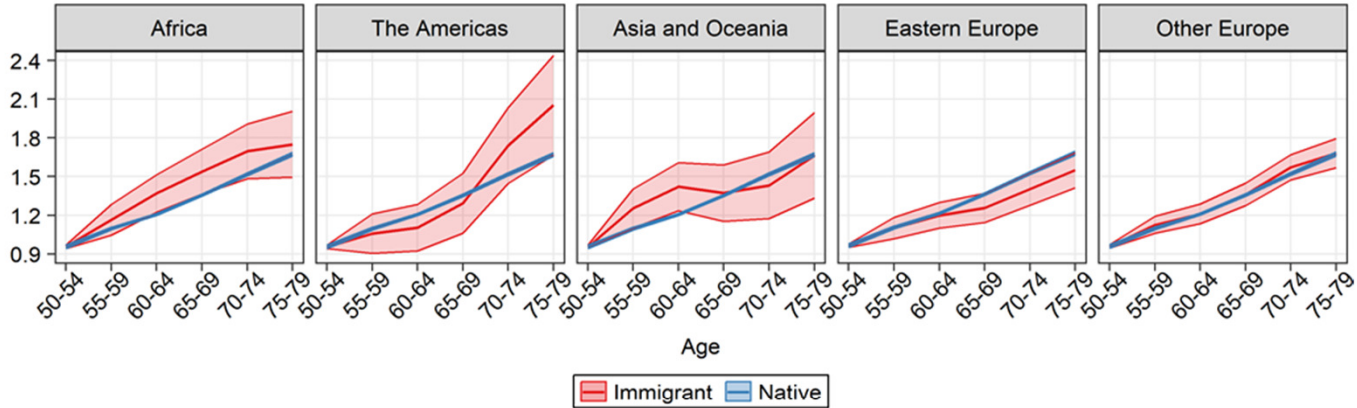 Africa The Americas Asia and Oceania Eastern Europe Other Europe
2.4
2.1
1.8
1.5
1.2
0.9
50-54 55-59 60-64 65-69 70-74 75-79 50-54 55-59 60-64 65-69 70-74 75-79 50-54 55-59 60-64 65-69 70-74 75-79 50-54 55-59 60-64 65-69 70-74 75-79 50-54 55-59 60-64 65-69 70-74 75-79
Age
Immigrant Native